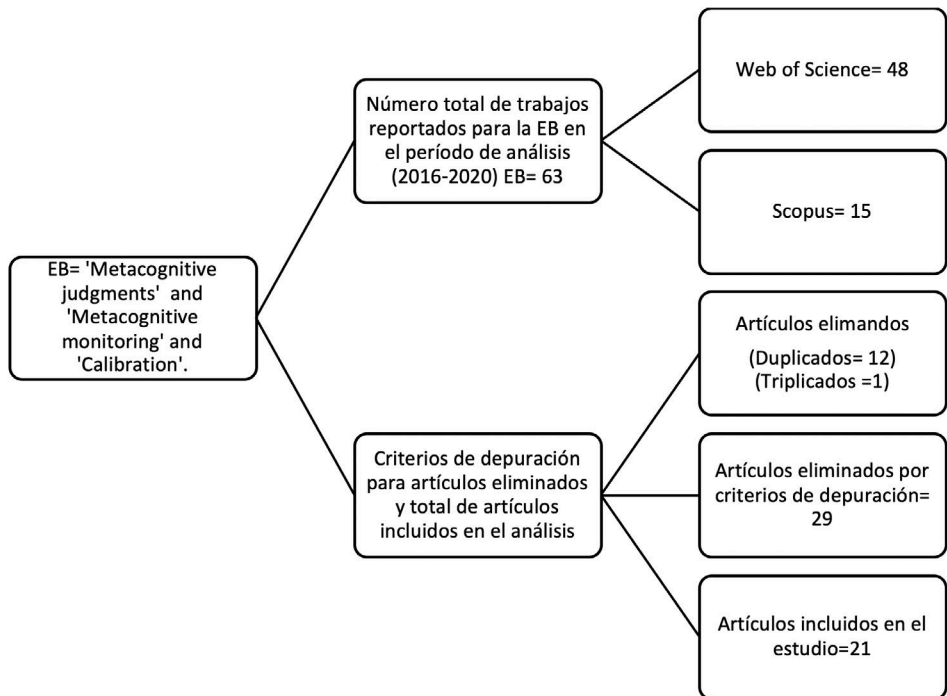 EB= 'Metacognitive
judgments'  and
'Metacognitive
monitoring' and
'Calibration'.
Número total de trabajos
reportados para la EB en
el período de análisis
(2016-2020) EB= 63
Web of Science= 48
Scopus= 15
Criterios de depuración
para artículos eliminados
y total de artículos
incluidos en el análisis
Artículos elimandos
(Duplicados= 12)
(Triplicados =1)
Artículos eliminados por
criterios de depuración=
29
Artículos incluidos en el
estudio=21